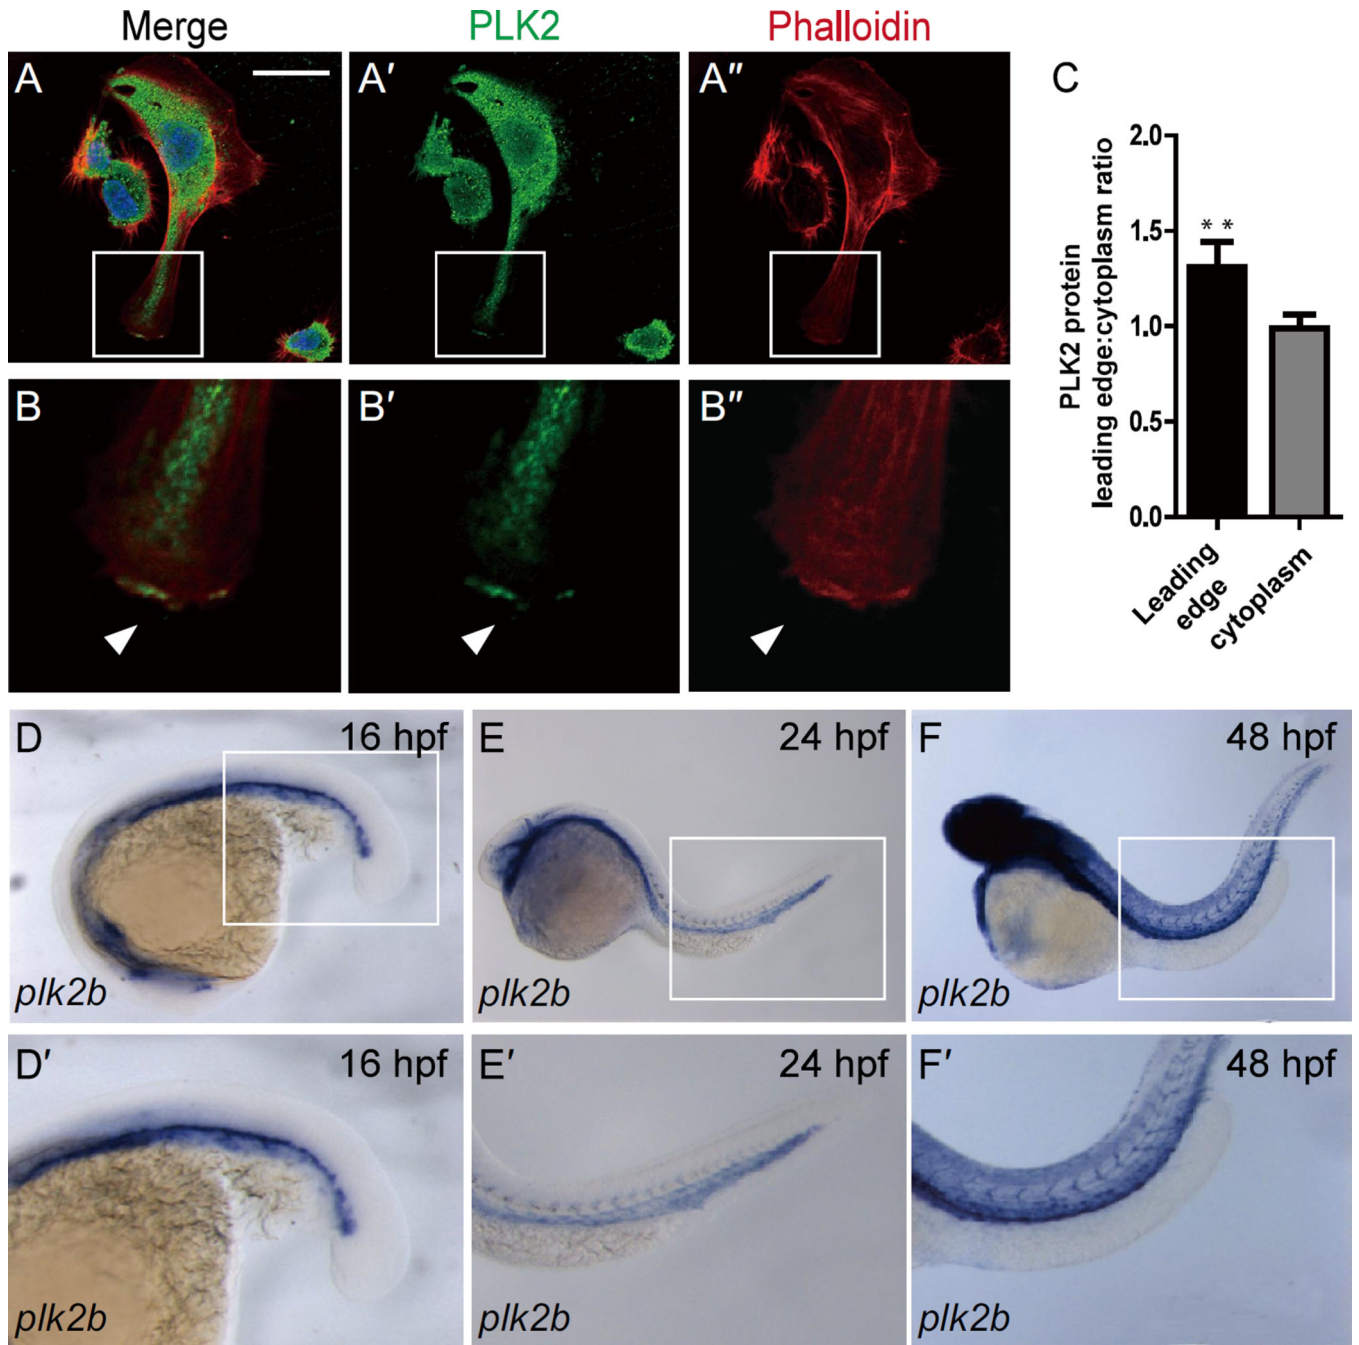 Merge
PLK2
Phalloidin
A
A′
A″
B
B′
B″
C
PLK2 protein
leading edge:cytoplasm ratio
2.0
1.5
1.0
0.5
0.0
* *
Leading
edge
cytoplasm
D
16 hpf
plk2b
E
24 hpf
plk2b
F
48 hpf
plk2b
D′
16 hpf
plk2b
E′
24 hpf
plk2b
F′
48 hpf
plk2b